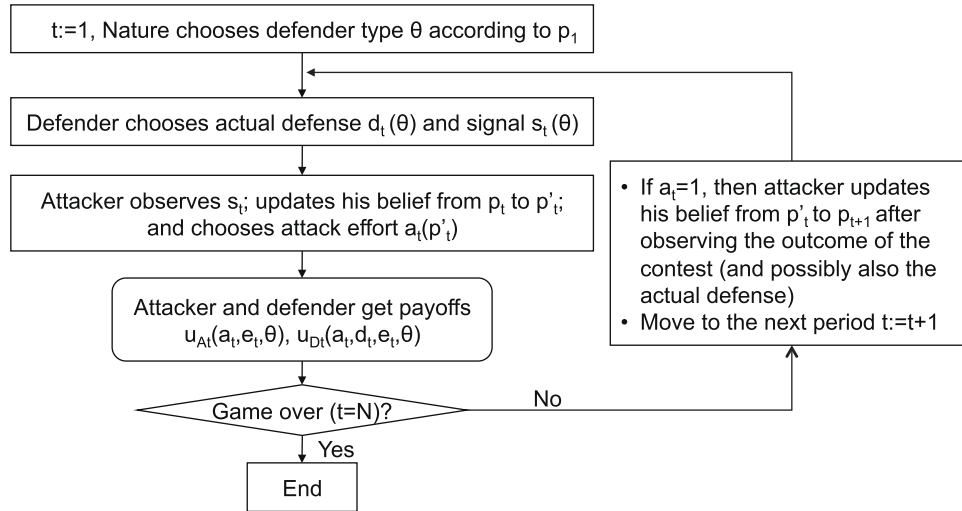 t:=1, Nature chooses defender type θ according to p₁
Defender chooses actual defense dₜ(θ) and signal sₜ(θ)
Attacker observes sₜ; updates his belief from pₜ to p'ₜ;
and chooses attack effort aₜ(p'ₜ)
Attacker and defender get payoffs
u_At(aₜ,eₜ,θ), u_Dt(aₜ,dₜ,eₜ,θ)
Game over (t=N)?
No
Yes
End
• If aₜ=1, then attacker updates
his belief from p'ₜ to pₜ₊₁ after
observing the outcome of the
contest (and possibly also the
actual defense)
• Move to the next period t:=t+1